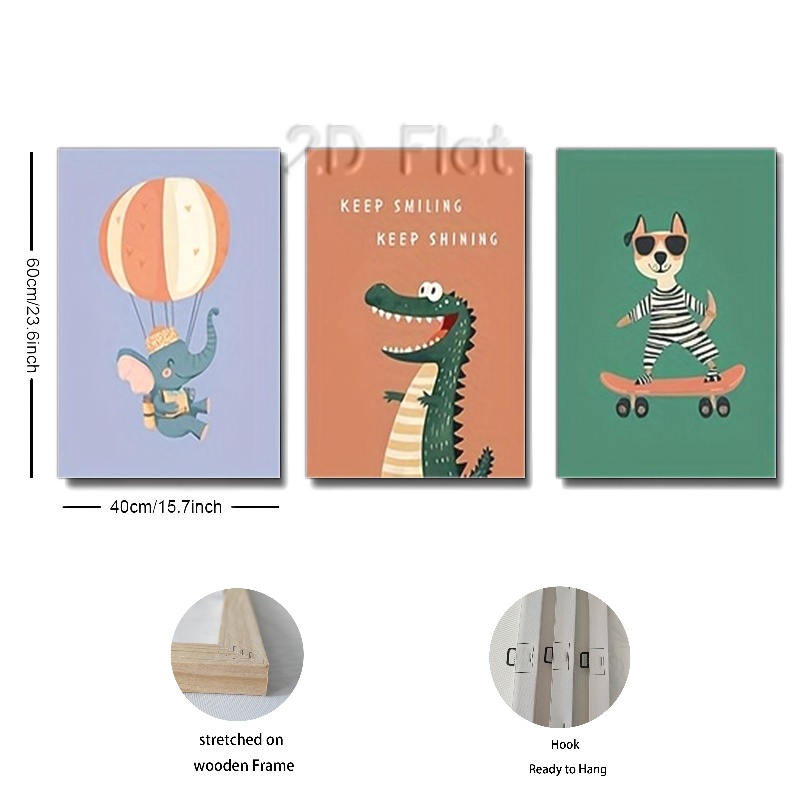 2D Flat
KEEP SMILING
KEEP SHINING
60cm/23.6inch
40cm/15.7inch
stretched on
wooden Frame
Hook
Ready to Hang